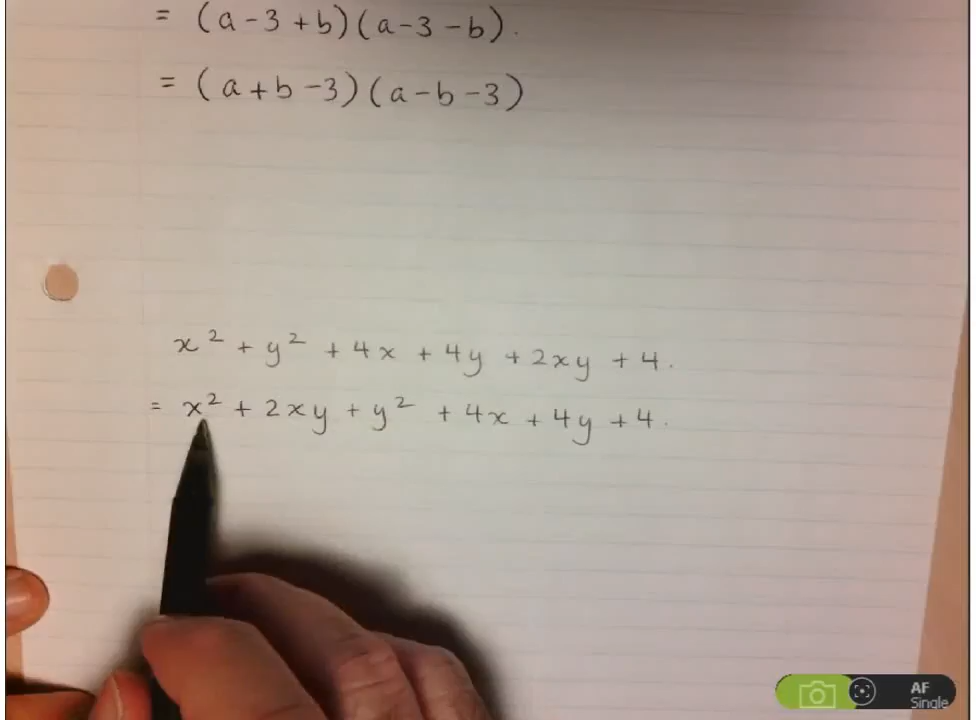 = (a-3+b)(a-3-b).
= (a+b-3)(a-b-3)
x² + y² + 4x + 4y + 2xy + 4.
= x² + 2xy + y² + 4x + 4y + 4.
AF
Single